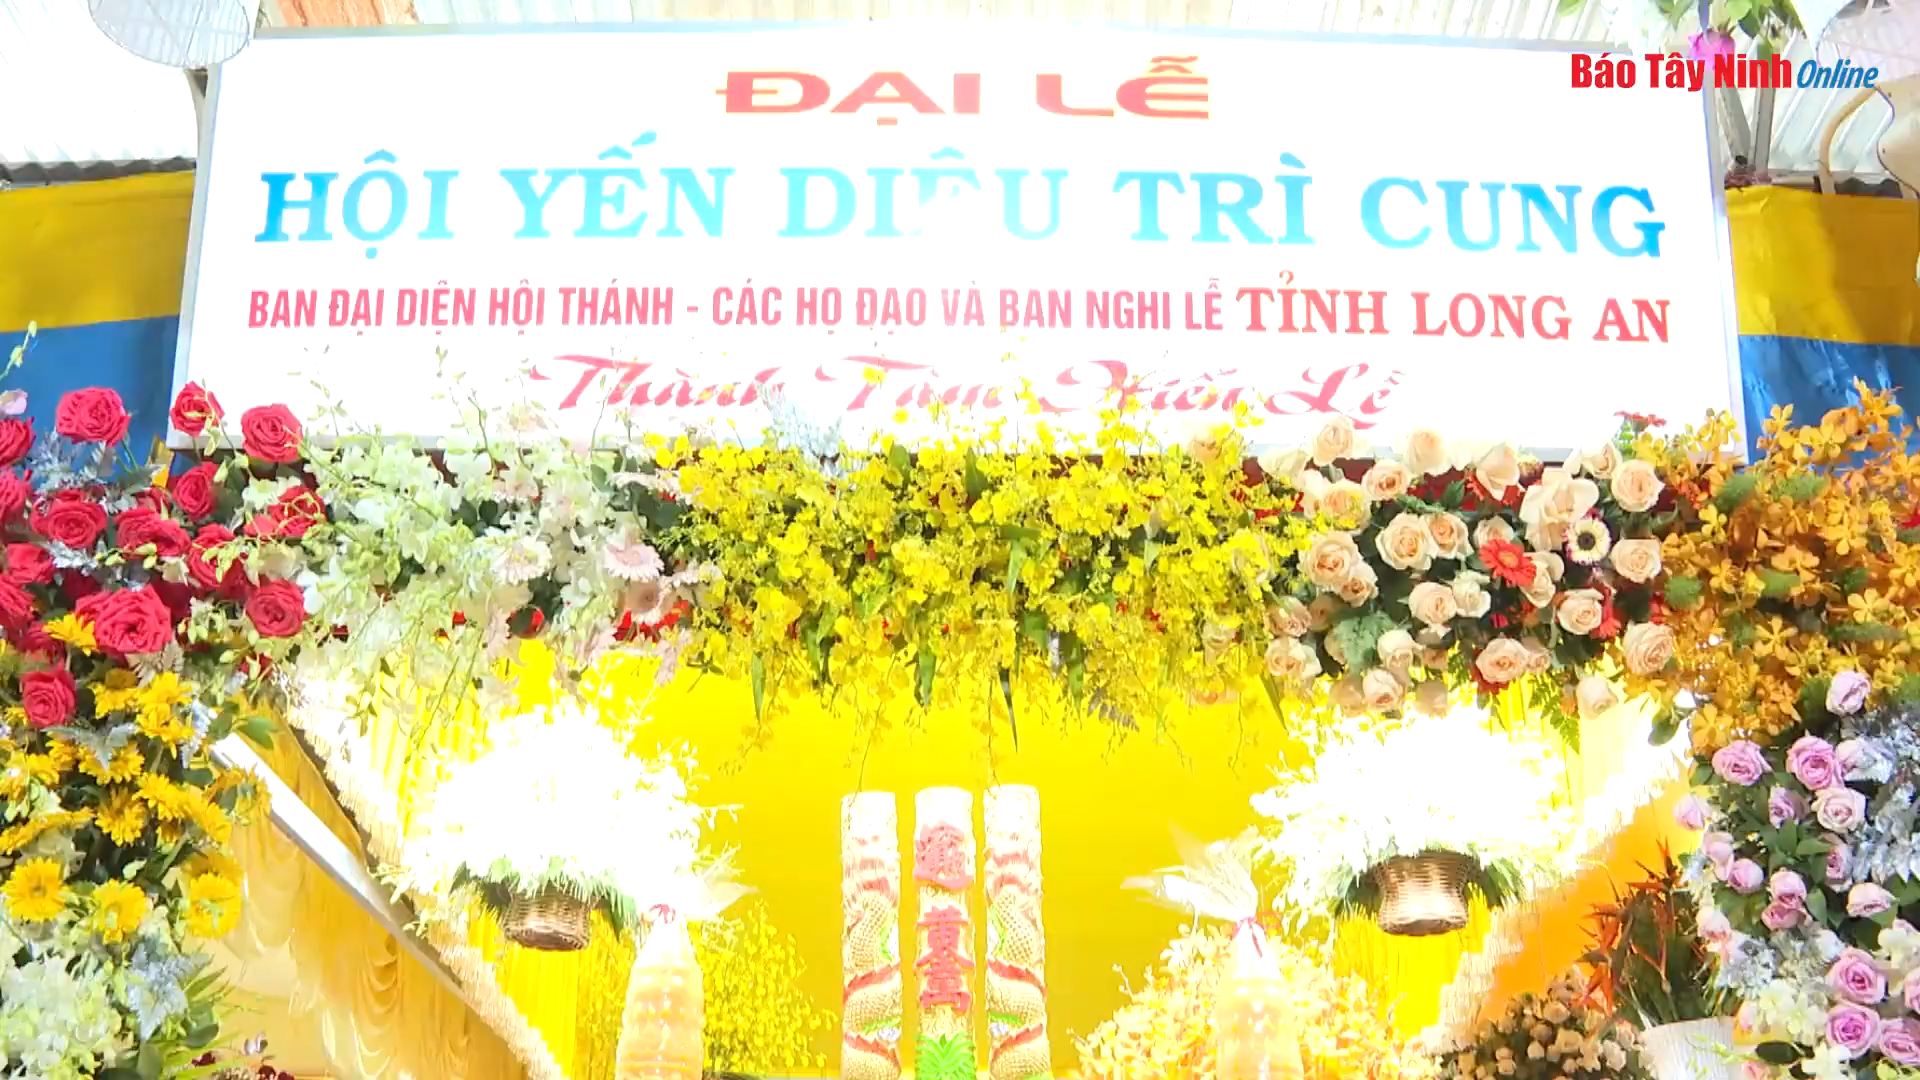 Báo Tây Ninh Online
ĐẠI LỄ
HỘI YẾN DIÊU TRÌ CUNG
BAN ĐẠI DIỆN HỘI THÁNH - CÁC HỌ ĐẠO VÀ BAN NGHI LỄ TỈNH LONG AN
Thành Tâm Hiến Lễ